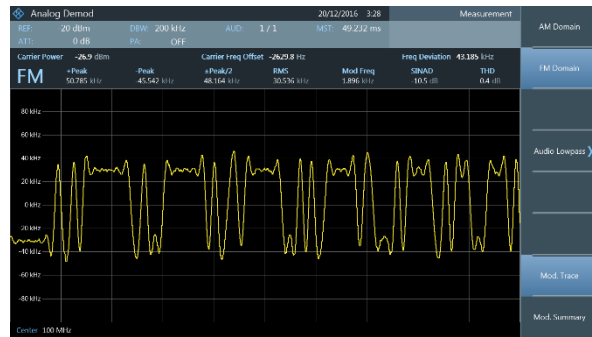 Analog Demod 20/12/2016 3:28 Measurement
REF: 20 dBm DBW: 200 kHz AUD: 1 / 1 MST: 49.232 ms
ATT: 0 dB PA: OFF
Carrier Power -26.9 dBm Carrier Freq Offset -2629.8 Hz Freq Deviation 43.185 kHz
FM +Peak -Peak ±Peak/2 RMS Mod Freq SINAD THD
50.785 kHz -45.542 kHz 48.164 kHz 30.536 kHz 1.896 kHz -10.5 dB 0.4 dB
80 kHz
60 kHz
40 kHz
20 kHz
0 kHz
-20 kHz
-40 kHz
-60 kHz
-80 kHz
Center 100 MHz
AM Domain
FM Domain
Audio Lowpass
Mod. Trace
Mod. Summary